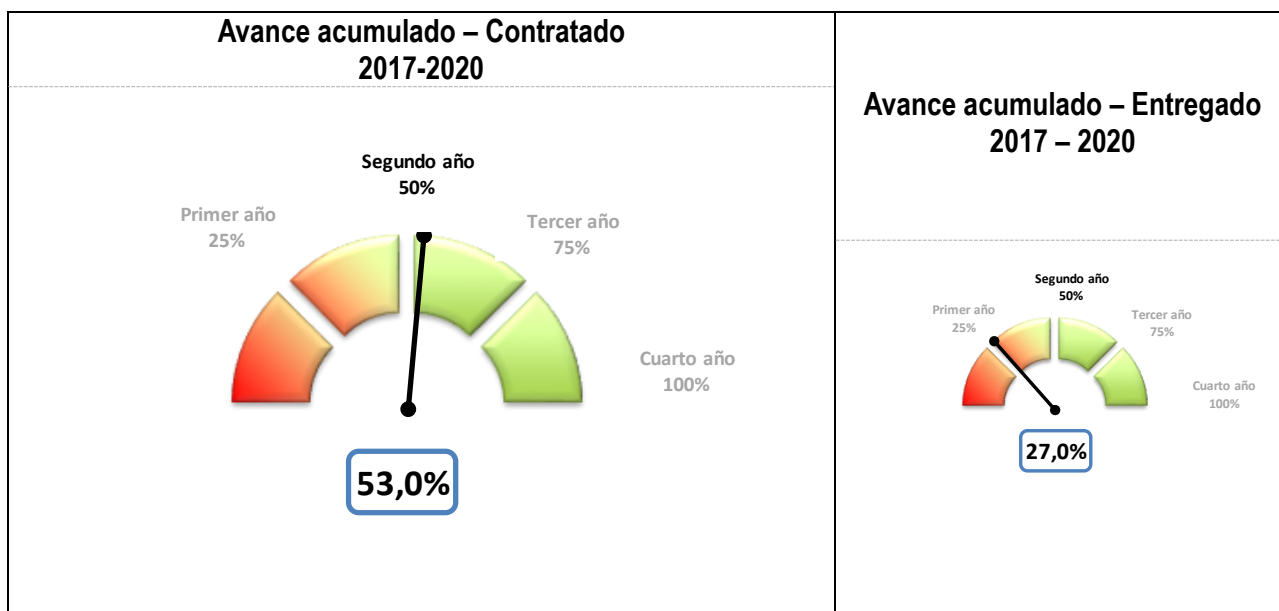 Avance acumulado – Contratado
2017-2020
Segundo año
50%
Primer año
25%
Tercer año
75%
Cuarto año
100%
53,0%
Avance acumulado – Entregado
2017 – 2020
Segundo año
50%
Primer año
25%
Tercer año
75%
Cuarto año
100%
27,0%